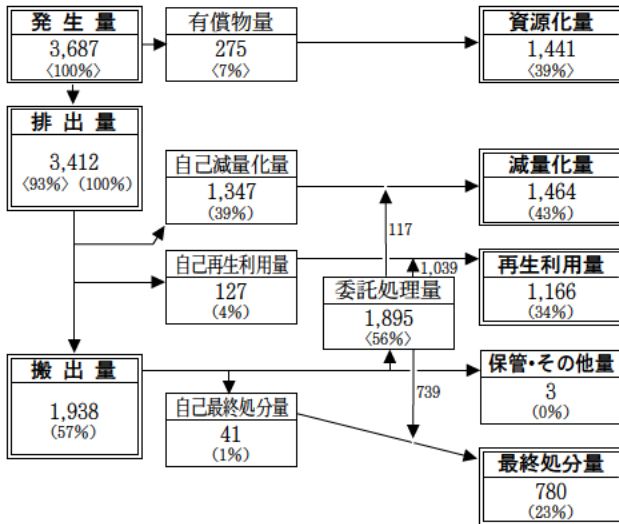 発生量
3,687
〈100%〉
有償物量
275
〈7%〉
資源化量
1,441
〈39%〉
排出量
3,412
〈93%〉(100%)
自己減量化量
1,347
(39%)
減量化量
1,464
(43%)
117
自己再生利用量
127
(4%)
1,039
再生利用量
1,166
(34%)
委託処理量
1,895
〈56%〉
搬出量
1,938
(57%)
739
保管・その他量
3
(0%)
自己最終処分量
41
(1%)
最終処分量
780
(23%)